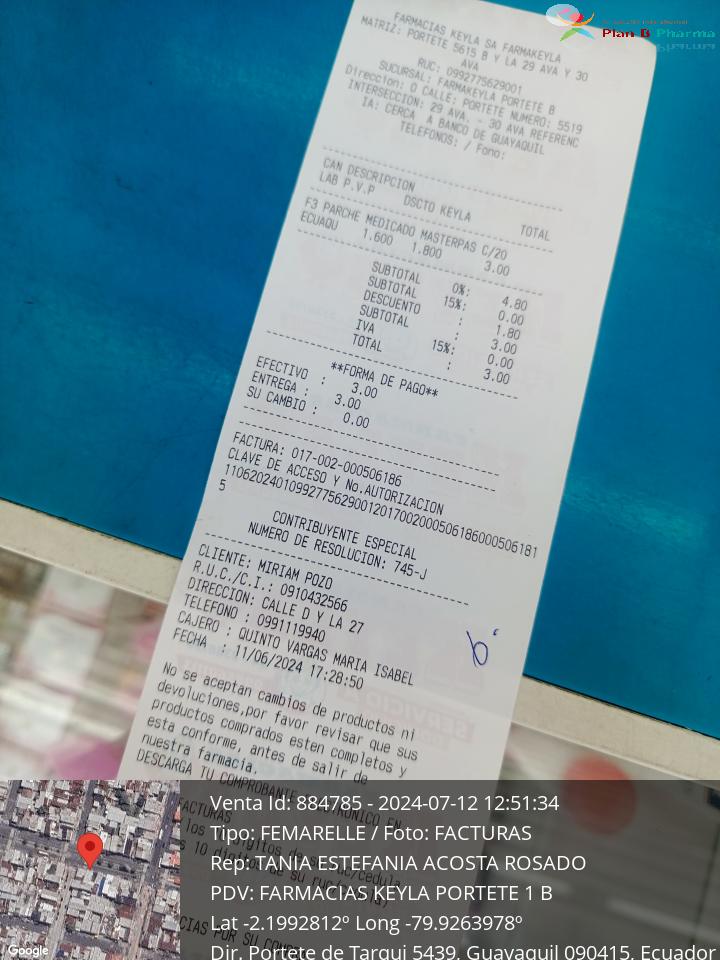 Plan B Pharma
FARMACIAS KEYLA SA FARMAKEYLA
MATRIZ: PORTETE 5615 B Y LA 29 AVA Y 30
AVA
RUC: 0992775629001
SUCURSAL: FARMAKEYLA PORTETE B
Direccion: O CALLE: PORTETE NUMERO: 5519
INTERSECCION: 29 AVA. - 30 AVA REFERENC
IA: CERCA A BANCO DE GUAYAQUIL
TELEFONOS: / Fono:
CAN DESCRIPCION
LAB P.V.P DSCTO KEYLA TOTAL
F3 PARCHE MEDICADO MASTERPAS C/20
ECUAQU 1.600 1.800 3.00
SUBTOTAL 0%: 4.80
SUBTOTAL 15%: 0.00
DESCUENTO : 1.80
SUBTOTAL : 3.00
IVA 15%: 0.00
TOTAL : 3.00
**FORMA DE PAGO**
EFECTIVO : 3.00
ENTREGA : 3.00
SU CAMBIO : 0.00
FACTURA: 017-002-000506186
CLAVE DE ACCESO Y No.AUTORIZACION
110620240109927756290012017002000506186000506181
5
CONTRIBUYENTE ESPECIAL
NUMERO DE RESOLUCION: 745-J
CLIENTE: MIRIAM POZO
R.U.C./C.I.: 0910432566
DIRECCION: CALLE D Y LA 27
TELEFONO : 0991119940
CAJERO : QUINTO VARGAS MARIA ISABEL
FECHA : 11/06/2024 17:28:50
No se aceptan cambios de productos ni
devoluciones,por favor revisar que sus
productos comprados esten completos y
esta conforme, antes de salir de
nuestra farmacia.
DESCARGA TU COMPROBANTE ELECTRONICO EN
FACTURAS
Venta Id: 884785 - 2024-07-12 12:51:34
Tipo: FEMARELLE / Foto: FACTURAS
Rep: TANIA ESTEFANIA ACOSTA ROSADO
PDV: FARMACIAS KEYLA PORTETE 1 B
Lat -2.1992812º Long -79.9263978º
Dir. Portete de Tarqui 5439, Guayaquil 090415, Ecuador
Google